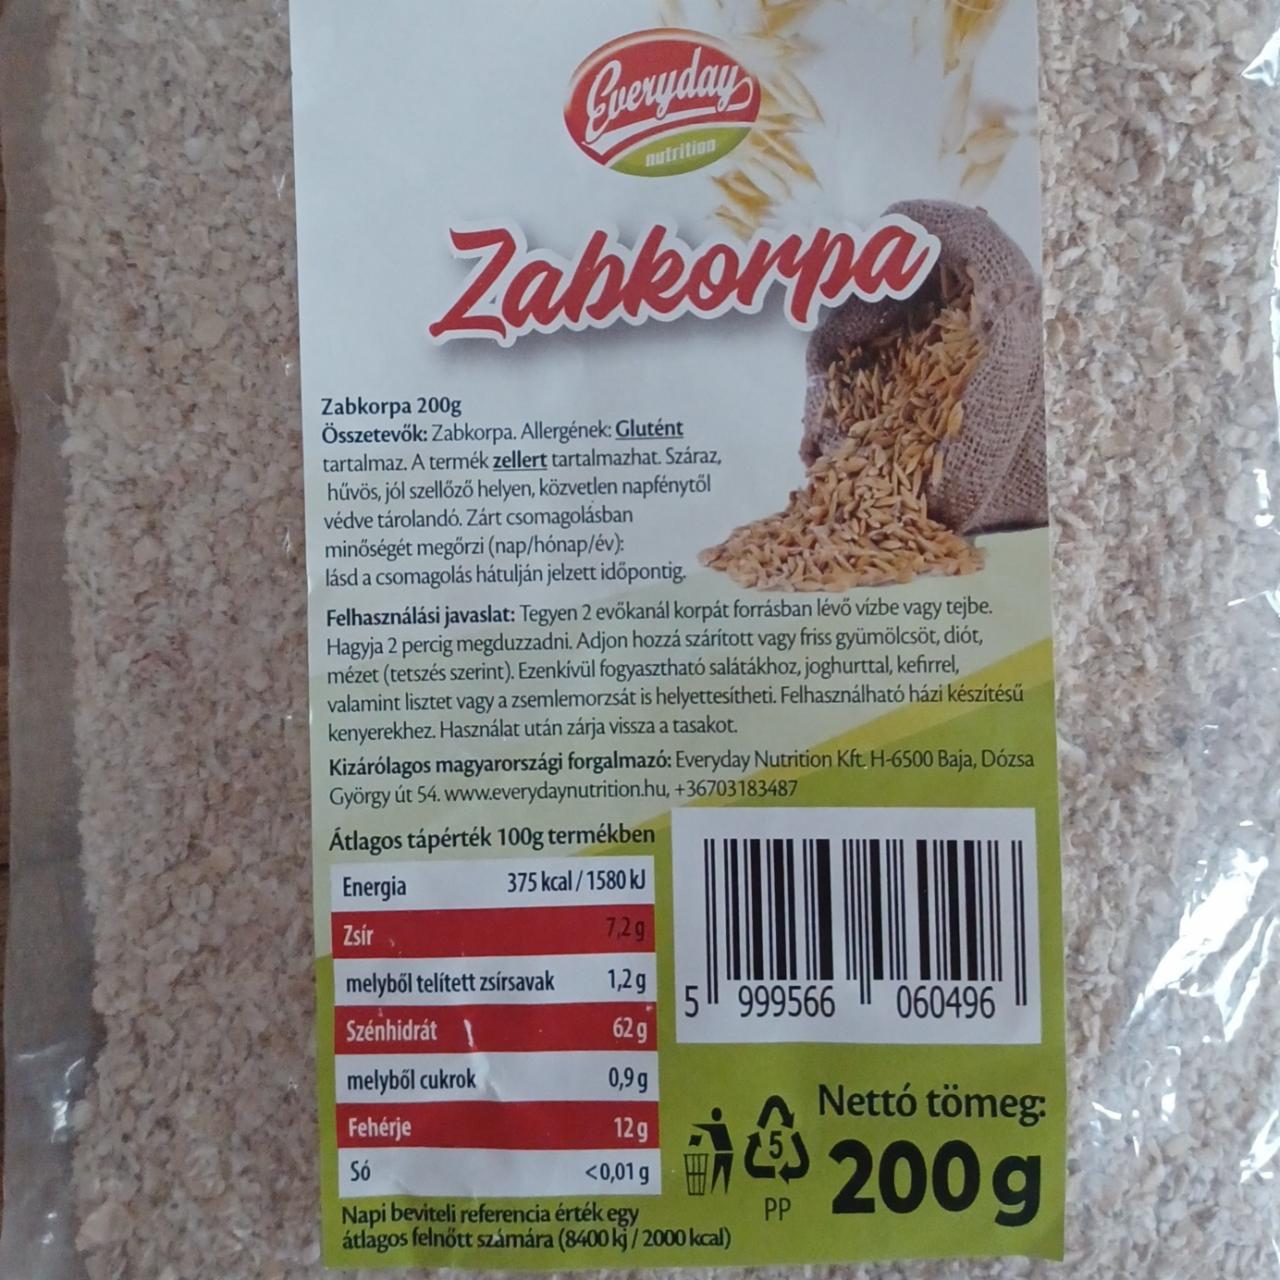 Everyday
nutrition
Zabkorpa
Zabkorpa 200g
Összetevők: Zabkorpa. Allergének: Glutént
tartalmaz. A termék zellert tartalmazhat. Száraz,
hűvös, jól szellőző helyen, közvetlen napfénytől
védve tárolandó. Zárt csomagolásban
minőségét megőrzi (nap/hónap/év):
lásd a csomagolás hátulján jelzett időpontig.
Felhasználási javaslat: Tegyen 2 evőkanál korpát forrásban lévő vízbe vagy tejbe.
Hagyja 2 percig megduzzadni. Adjon hozzá szárított vagy friss gyümölcsöt, diót,
mézet (tetszés szerint). Ezenkívül fogyasztható salátákhoz, joghurttal, kefirrel,
valamint lisztet vagy a zsemlemorzsát is helyettesítheti. Felhasználható házi készítésű
kenyerekhez. Használat után zárja vissza a tasakot.
Kizárólagos magyarországi forgalmazó: Everyday Nutrition Kft. H-6500 Baja, Dózsa
György út 54. www.everydaynutrition.hu, +36703183487
Átlagos tápérték 100g termékben
Energia 375 kcal / 1580 kJ
Zsír 7,2 g
melyből telített zsírsavak 1,2 g
Szénhidrát 62 g
melyből cukrok 0,9 g
Fehérje 12 g
Só <0,01 g
Napi beviteli referencia érték egy
átlagos felnőtt számára (8400 kj / 2000 kcal)
5 999566 060496
5
PP
Nettó tömeg:
200 g